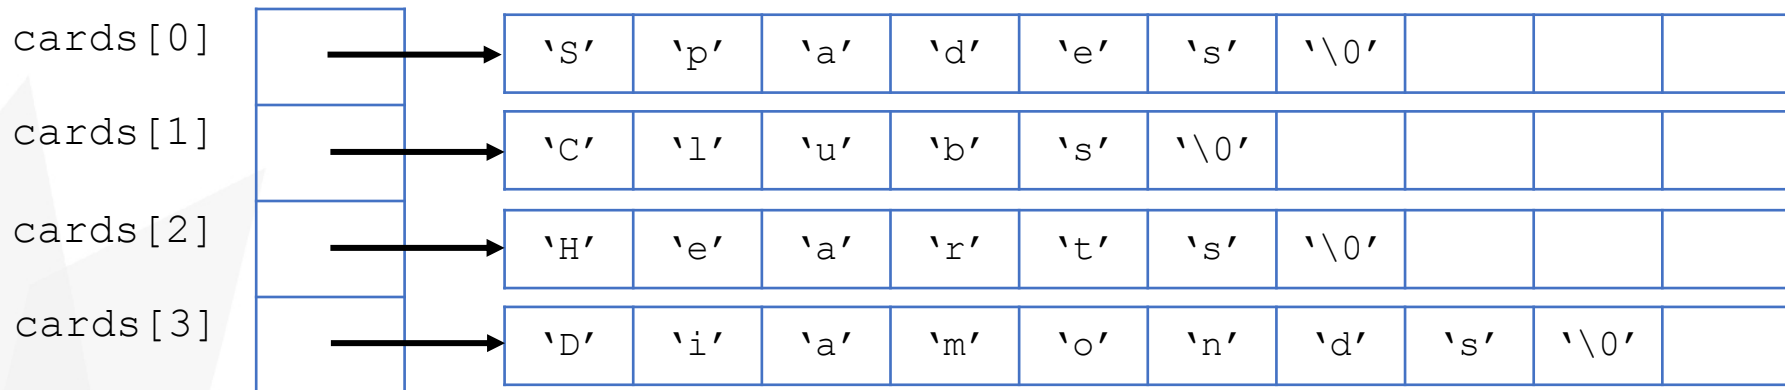 cards[0] ‘S’ ‘p’ ‘a’ ‘d’ ‘e’ ‘s’ ‘\0’
cards[1] ‘C’ ‘l’ ‘u’ ‘b’ ‘s’ ‘\0’
cards[2] ‘H’ ‘e’ ‘a’ ‘r’ ‘t’ ‘s’ ‘\0’
cards[3] ‘D’ ‘i’ ‘a’ ‘m’ ‘o’ ‘n’ ‘d’ ‘s’ ‘\0’